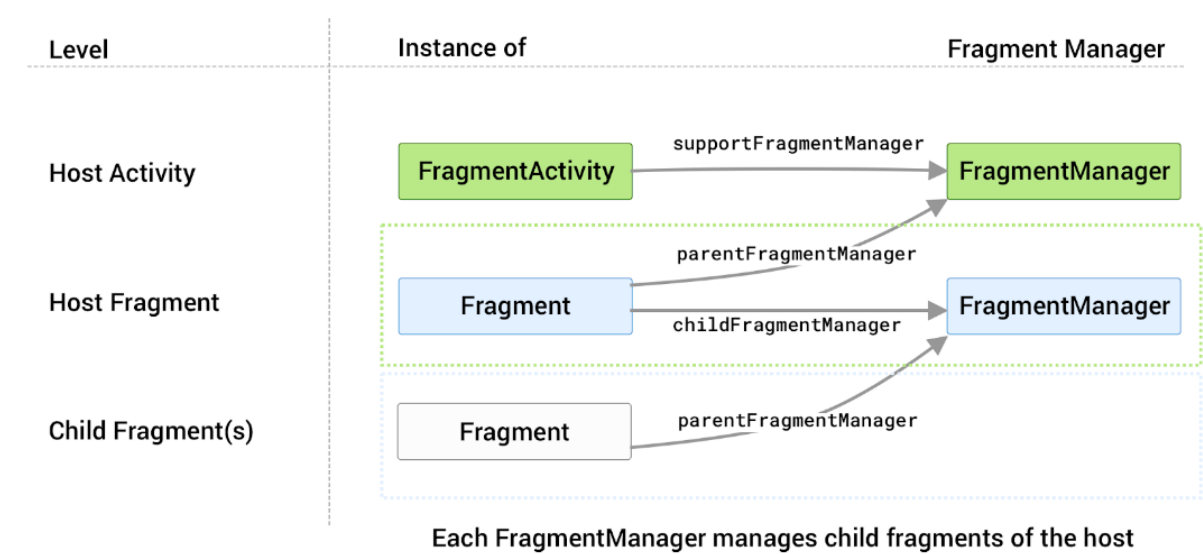 Level
Instance of
Fragment Manager
Host Activity
FragmentActivity
supportFragmentManager
FragmentManager
parentFragmentManager
Host Fragment
Fragment
childFragmentManager
FragmentManager
Child Fragment(s)
Fragment
parentFragmentManager
Each FragmentManager manages child fragments of the host